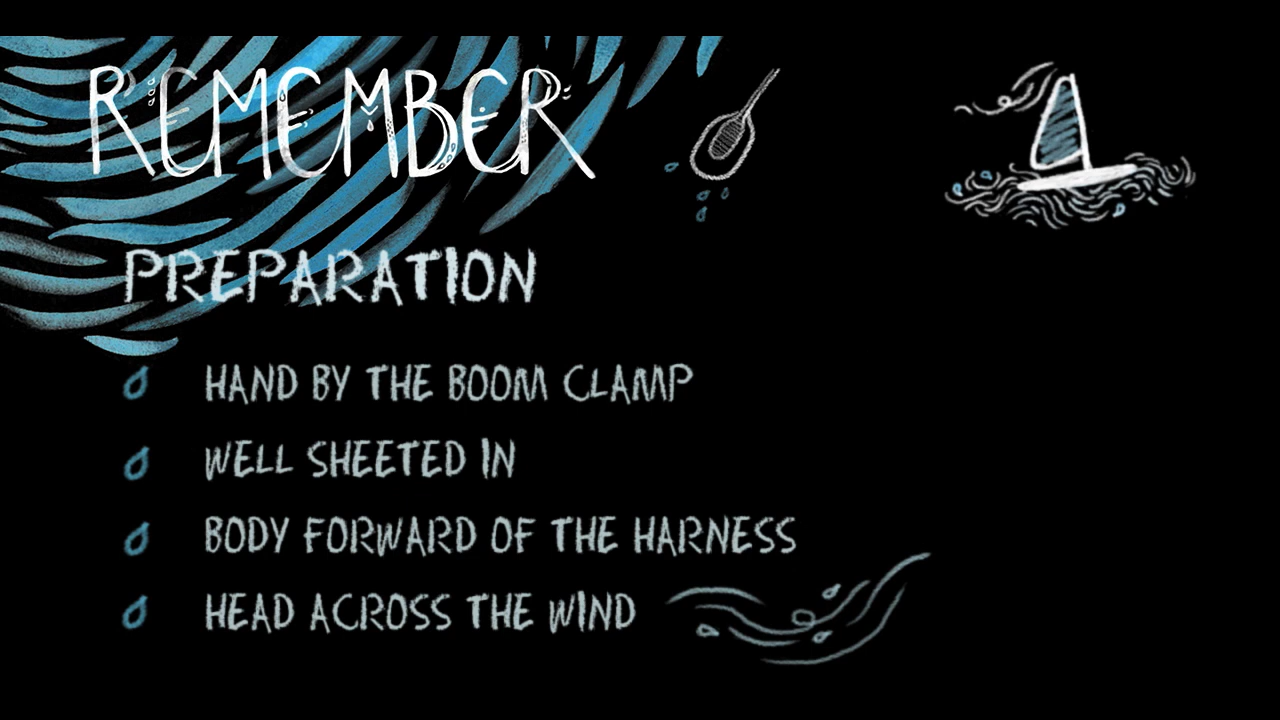 REMEMBER
PREPARATION
HAND BY THE BOOM CLAMP
WELL SHEETED IN
BODY FORWARD OF THE HARNESS
HEAD ACROSS THE WIND